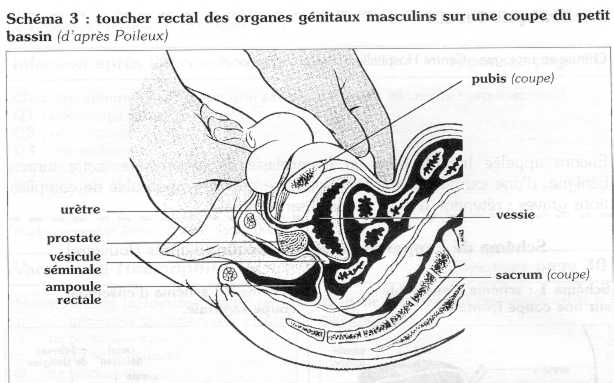 Schéma 3 : toucher rectal des organes génitaux masculins sur une coupe du petit
bassin (d'après Poileux)
pubis (coupe)
urètre
vessie
prostate
vésicule
séminale
sacrum (coupe)
ampoule
rectale